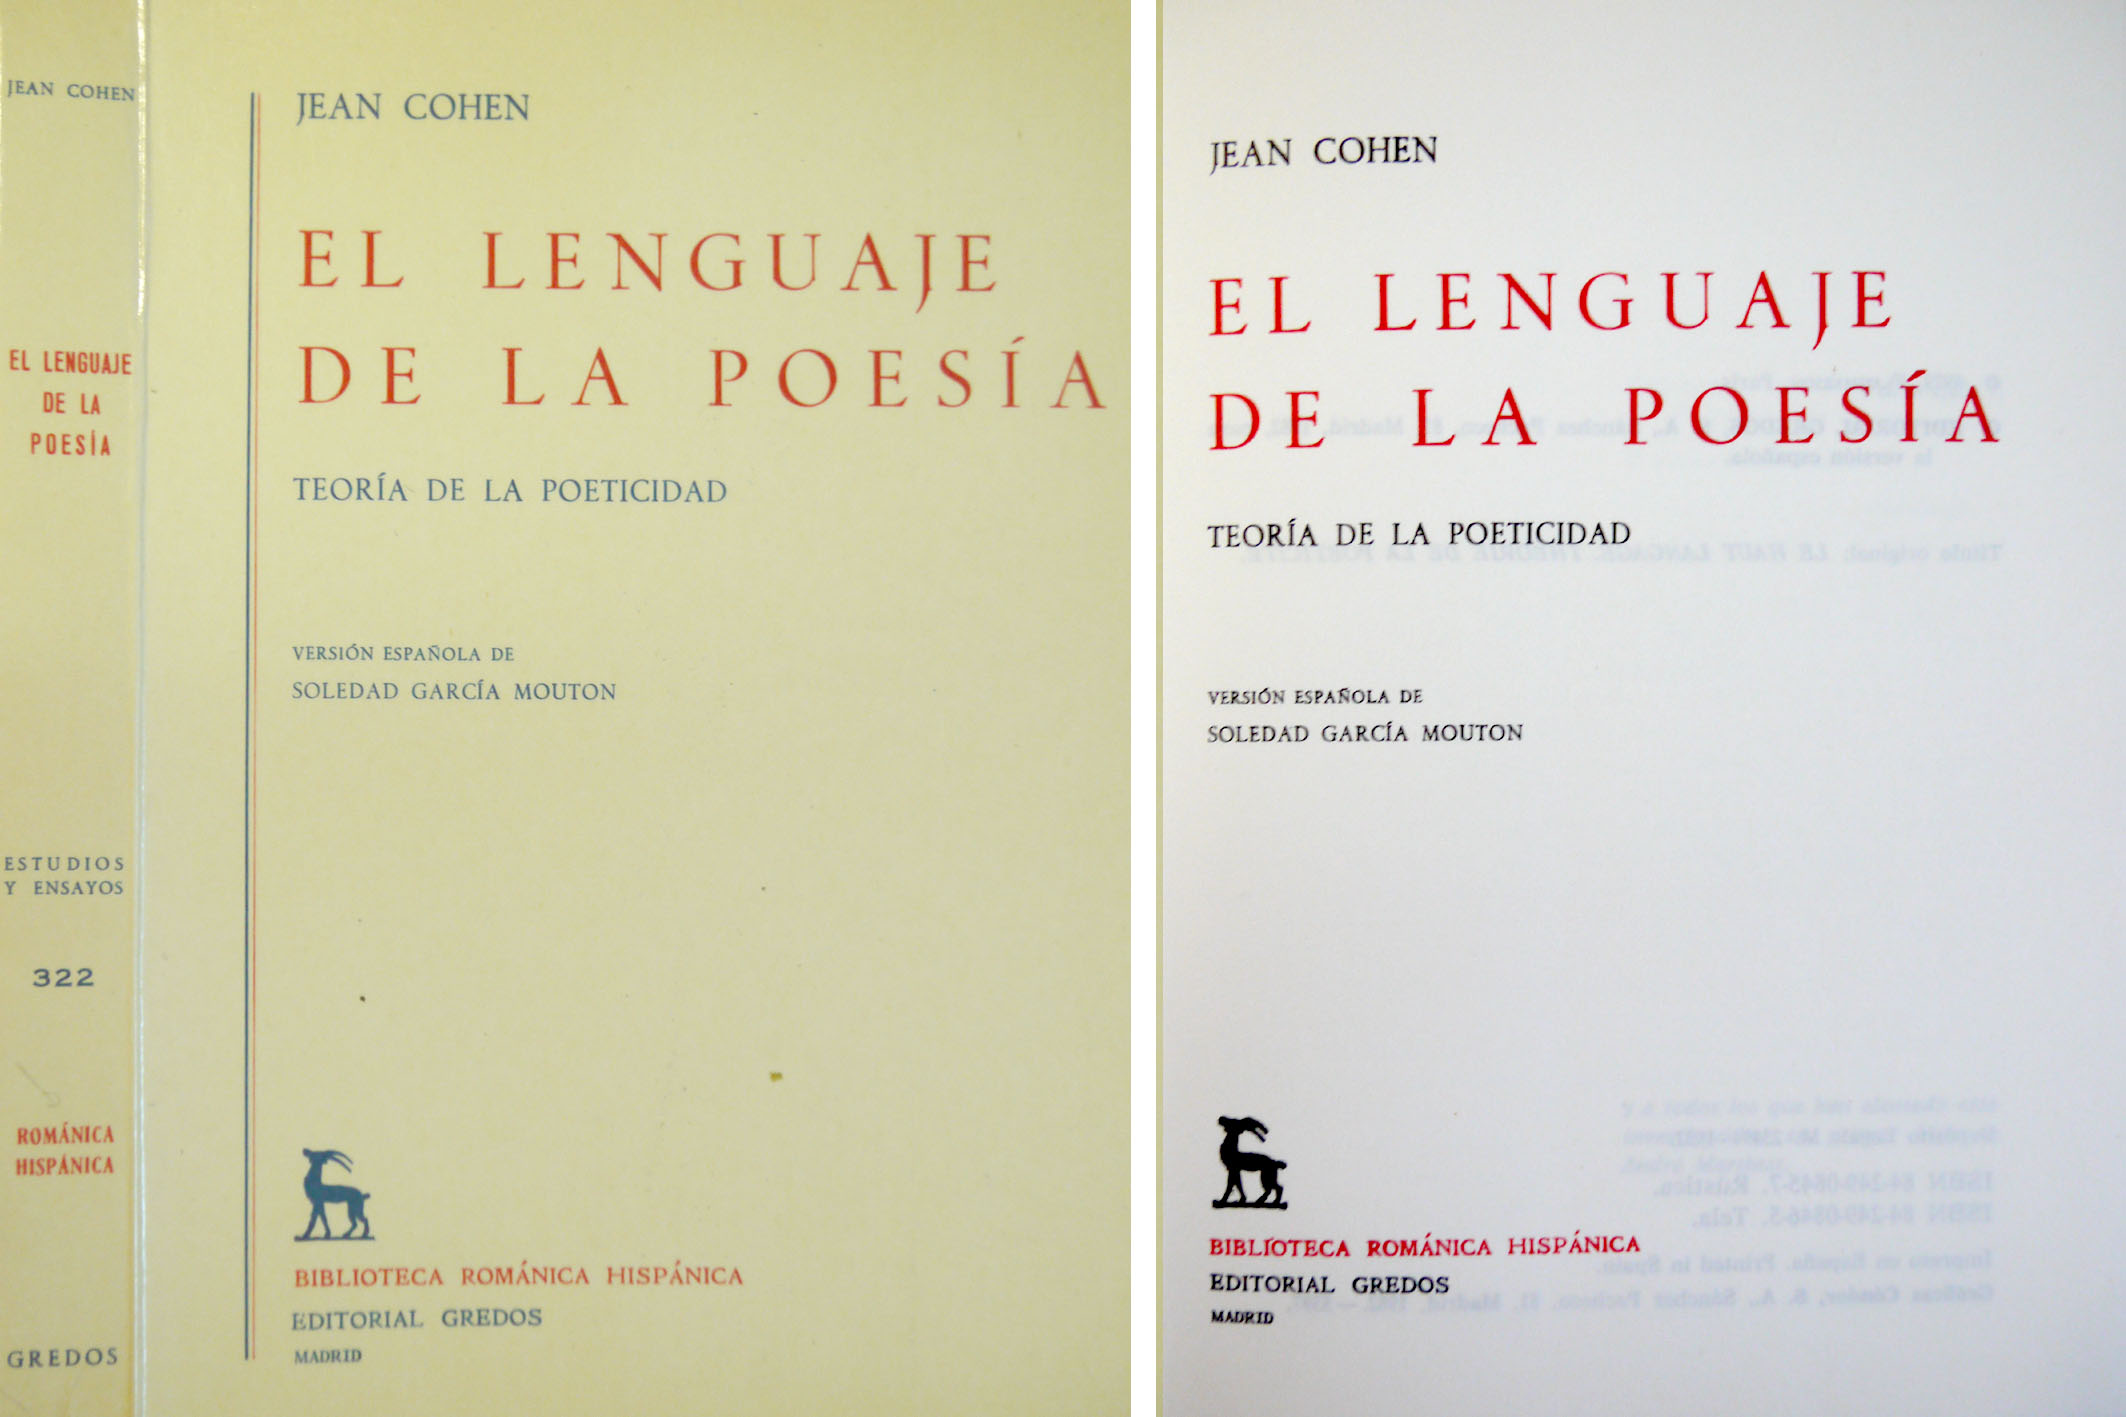 JEAN COHEN
EL LENGUAJE
DE LA
POESÍA
ESTUDIOS
Y ENSAYOS
322
ROMÁNICA
HISPÁNICA
GREDOS
JEAN COHEN
EL LENGUAJE
DE LA POESÍA
TEORÍA DE LA POETICIDAD
VERSIÓN ESPAÑOLA DE
SOLEDAD GARCÍA MOUTON
BIBLIOTECA ROMÁNICA HISPÁNICA
EDITORIAL GREDOS
MADRID
JEAN COHEN
EL LENGUAJE
DE LA POESÍA
TEORÍA DE LA POETICIDAD
VERSIÓN ESPAÑOLA DE
SOLEDAD GARCÍA MOUTON
BIBLIOTECA ROMÁNICA HISPÁNICA
EDITORIAL GREDOS
MADRID